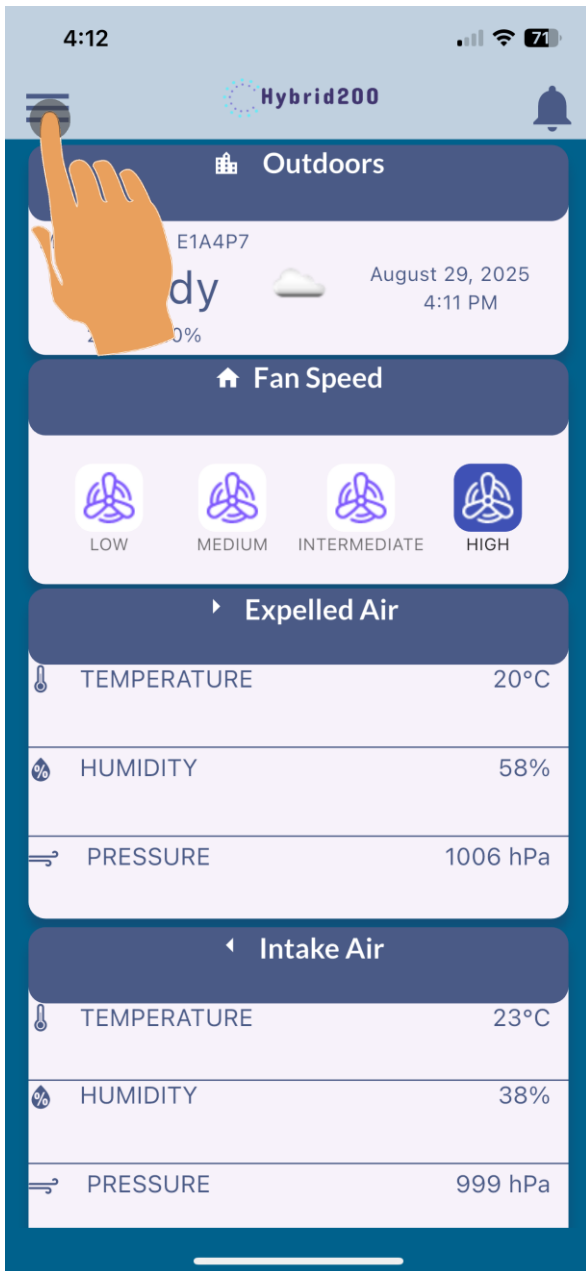 4:12
71
Hybrid200
Outdoors
E1A4P7
dy
August 29, 2025
4:11 PM
0%
Fan Speed
LOW
MEDIUM
INTERMEDIATE
HIGH
Expelled Air
TEMPERATURE 20°C
% HUMIDITY 58%
PRESSURE 1006 hPa
Intake Air
TEMPERATURE 23°C
% HUMIDITY 38%
PRESSURE 999 hPa